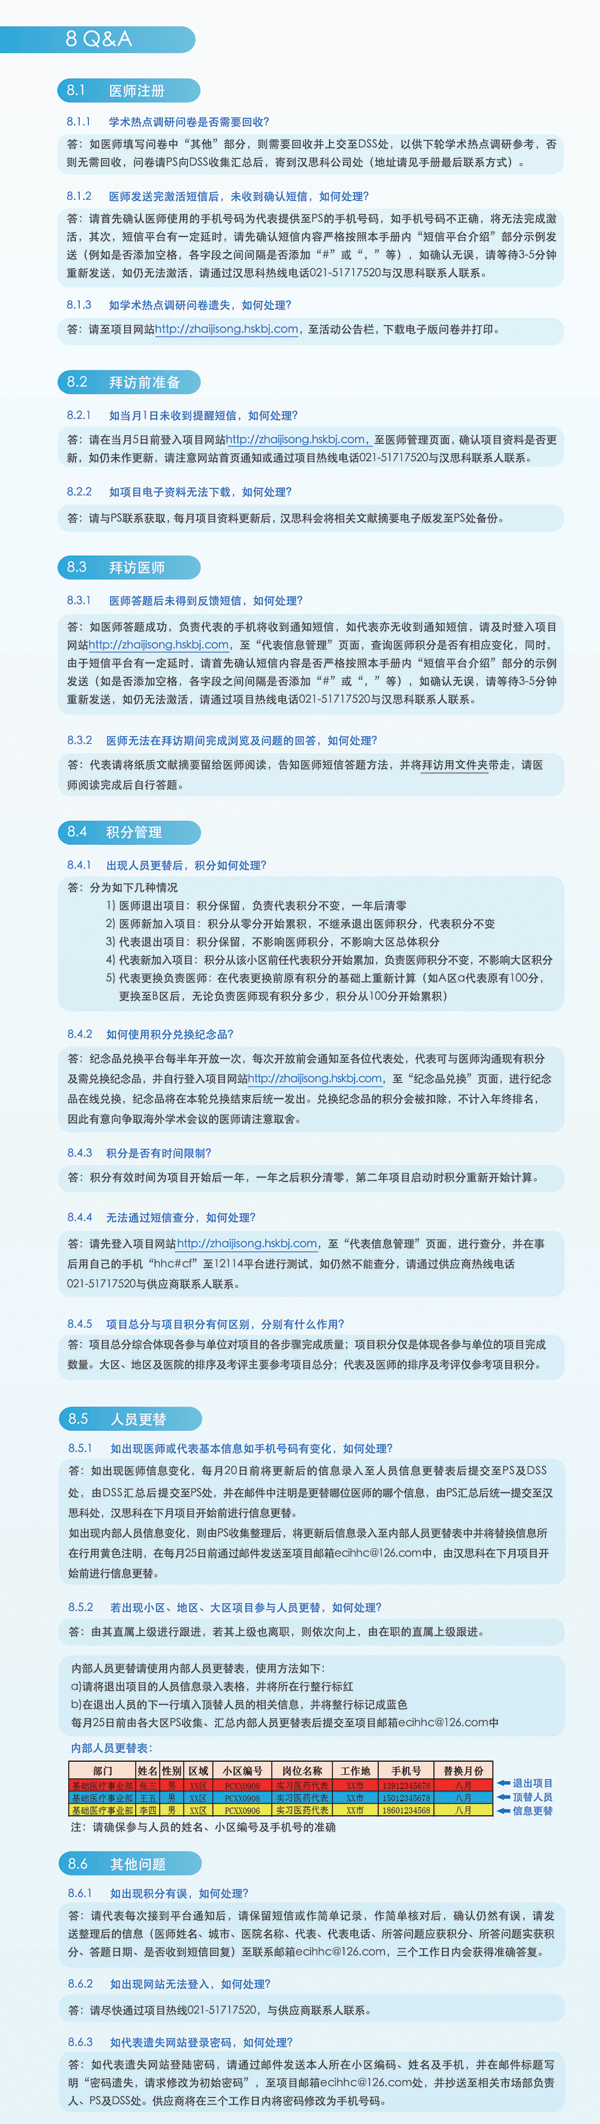 8 Q&A
8.1 医师注册
8.1.1 学术热点调研问卷是否需要回收?
答：如医师填写问卷中“其他”部分，则需要回收并上交至DSS处，以供下轮学术热点调研参考，否
则无需回收，问卷请PS向DSS收集汇总后，寄到汉思科公司处（地址请见手册最后联系方式）。
8.1.2 医师发送完激活短信后，未收到确认短信，如何处理?
答：请首先确认医师使用的手机号码为代表提供至PS的手机号码，如手机号码不正确，将无法完成激
活，其次，短信平台有一定延时，请先确认短信内容严格按照本手册内“短信平台介绍”部分示例发
送（例如是否添加空格，各字段之间间隔是否添加“#”或“，”等），如确认无误，请等待3-5分钟
重新发送，如仍无法激活，请通过汉思科热线电话021-51717520与汉思科联系人联系。
8.1.3 如学术热点调研问卷遗失，如何处理?
答：请至项目网站http://zhaijisong.hskbj.com，至活动公告栏，下载电子版问卷并打印。
8.2 拜访前准备
8.2.1 如当月1日未收到提醒短信，如何处理?
答：请在当月5日前登入项目网站http://zhaijisong.hskbj.com，至医师管理页面，确认项目资料是否更
新，如仍未作更新，请注意网站首页通知或通过项目热线电话021-51717520与汉思科联系人联系。
8.2.2 如项目电子资料无法下载，如何处理?
答：请与PS联系获取，每月项目资料更新后，汉思科会将相关文献摘要电子版发至PS处备份。
8.3 拜访医师
8.3.1 医师答题后未得到反馈短信，如何处理?
答：如医师答题成功，负责代表的手机将收到通知短信，如代表亦无收到通知短信，请及时登入项目
网站http://zhaijisong.hskbj.com，至“代表信息管理”页面，查询医师积分是否有相应变化，同时，
由于短信平台有一定延时，请首先确认短信内容是否严格按照本手册内“短信平台介绍”部分的示例
发送（如是否添加空格，各字段之间间隔是否添加“#”或“，”等），如确认无误，请等待3-5分钟
重新发送，如仍无法激活，请通过项目热线电话021-51717520与汉思科联系人联系。
8.3.2 医师无法在拜访期间完成浏览及问题的回答，如何处理?
答：代表请将纸质文献摘要留给医师阅读，告知医师短信答题方法，并将拜访用文件夹带走，请医
师阅读完成后自行答题。
8.4 积分管理
8.4.1 出现人员更替后，积分如何处理?
答：分为如下几种情况
1) 医师退出项目：积分保留，负责代表积分不变，一年后清零
2) 医师新加入项目：积分从零分开始累积，不继承退出医师积分，代表积分不变
3) 代表退出项目：积分保留，不影响医师积分，不影响大区总体积分
4) 代表新加入项目：积分从该小区前任代表积分开始累加，负责医师积分不变，不影响大区积分
5) 代表更换负责医师：在代表更换前原有积分的基础上重新计算（如A区a代表原有100分，
更换至B区后，无论负责医师现有积分多少，积分从100分开始累积）
8.4.2 如何使用积分兑换纪念品?
答：纪念品兑换平台每半年开放一次，每次开放前会通知至各位代表处，代表可与医师沟通现有积分
及需兑换纪念品，并自行登入项目网站http://zhaijisong.hskbj.com，至“纪念品兑换”页面，进行纪念
品在线兑换，纪念品将在本轮兑换结束后统一发出。兑换纪念品的积分会被扣除，不计入年终排名，
因此有意向争取海外学术会议的医师请注意取舍。
8.4.3 积分是否有时间限制?
答：积分有效时间为项目开始后一年，一年之后积分清零，第二年项目启动时积分重新开始计算。
8.4.4 无法通过短信查分，如何处理?
答：请先登入项目网站http://zhaijisong.hskbj.com，至“代表信息管理”页面，进行查分，并在事
后用自己的手机“hhc#cf”至12114平台进行测试，如仍然不能查分，请通过供应商热线电话
021-51717520与供应商联系人联系。
8.4.5 项目总分与项目积分有何区别，分别有什么作用?
答：项目总分综合体现各参与单位对项目的各步骤完成质量；项目积分仅是体现各参与单位的项目完成
数量。大区、地区及医院的排序及考评主要参考项目总分；代表及医师的排序及考评仅参考项目积分。
8.5 人员更替
8.5.1 如出现医师或代表基本信息如手机号码有变化，如何处理?
答：如出现医师信息变化，每月20日前将更新后的信息录入至人员信息更替表后提交至PS及DSS
处，由DSS汇总后提交至PS处，并在邮件中注明是更替哪位医师的哪个信息，由PS汇总后统一提交至汉
思科处，汉思科在下月项目开始前进行信息更替。
如出现内部人员信息变化，则由PS收集整理后，将更新后信息录入至内部人员更替表中并将替换信息所
在行用黄色注明，在每月25日前通过邮件发送至项目邮箱ecihhc@126.com中，由汉思科在下月项目开
始前进行信息更替。
8.5.2 若出现小区、地区、大区项目参与人员更替，如何处理?
答：由其直属上级进行跟进，若其上级也离职，则依次向上，由在职的直属上级跟进。
内部人员更替请使用内部人员更替表，使用方法如下：
a)请将退出项目的人员信息录入表格，并将所在行整行标红
b)在退出人员的下一行填入顶替人员的相关信息，并将整行标记成蓝色
每月25日前由各大区PS收集、汇总内部人员更替表后提交至项目邮箱ecihhc@126.com中
内部人员更替表：
部门 姓名 性别 区域 小区编号 岗位名称 工作地 手机号 替换月份
基础医疗事业部 张三 男 XX区 PCXX0908 实习医药代表 XX市 13912345678 八月 退出项目
基础医疗事业部 王五 男 XX区 PCXX0908 实习医药代表 XX市 15012345678 八月 顶替人员
基础医疗事业部 李四 男 XX区 PCXX0906 实习医药代表 XX市 18601234568 八月 信息更替
注：请确保参与人员的姓名、小区编号及手机号的准确
8.6 其他问题
8.6.1 如出现积分有误，如何处理?
答：请代表每次接到平台通知后，请保留短信或作简单记录，作简单核对后，确认仍然有误，请发
送整理后的信息（医师姓名、城市、医院名称、代表、代表电话、所答问题应获积分、所答问题实获积
分、答题日期、是否收到短信回复）至联系邮箱ecihhc@126.com，三个工作日内会获得准确答复。
8.6.2 如出现网站无法登入，如何处理?
答：请尽快通过项目热线021-51717520，与供应商联系人联系。
8.6.3 如代表遗失网站登录密码，如何处理?
答：如代表遗失网站登陆密码，请通过邮件发送本人所在小区编码、姓名及手机，并在邮件标题写
明“密码遗失，请求修改为初始密码”，至项目邮箱ecihhc@126.com处，并抄送至相关市场部负责
人、PS及DSS处。供应商将在三个工作日内将密码修改为手机号码。